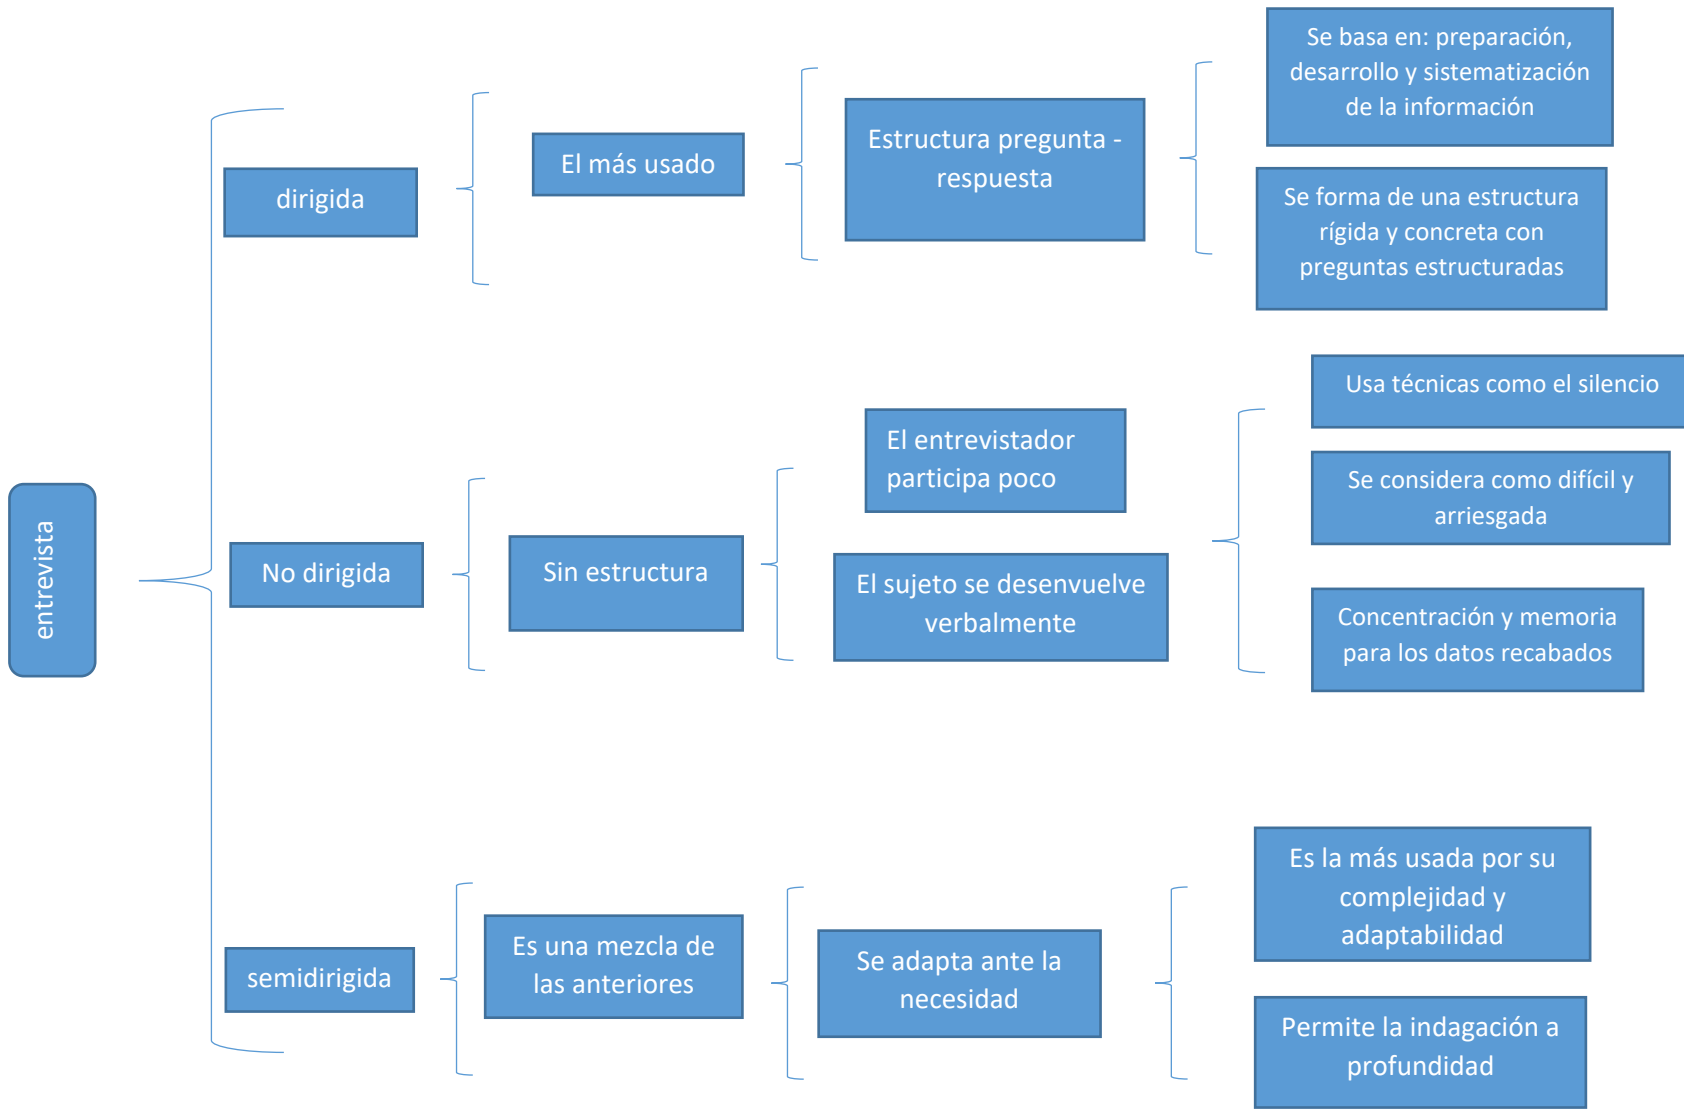 entrevista
dirigida
El más usado
Estructura pregunta -
respuesta
Se basa en: preparación,
desarrollo y sistematización
de la información
Se forma de una estructura
rígida y concreta con
preguntas estructuradas
No dirigida
Sin estructura
El entrevistador
participa poco
El sujeto se desenvuelve
verbalmente
Usa técnicas como el silencio
Se considera como difícil y
arriesgada
Concentración y memoria
para los datos recabados
semidirigida
Es una mezcla de
las anteriores
Se adapta ante la
necesidad
Es la más usada por su
complejidad y
adaptabilidad
Permite la indagación a
profundidad